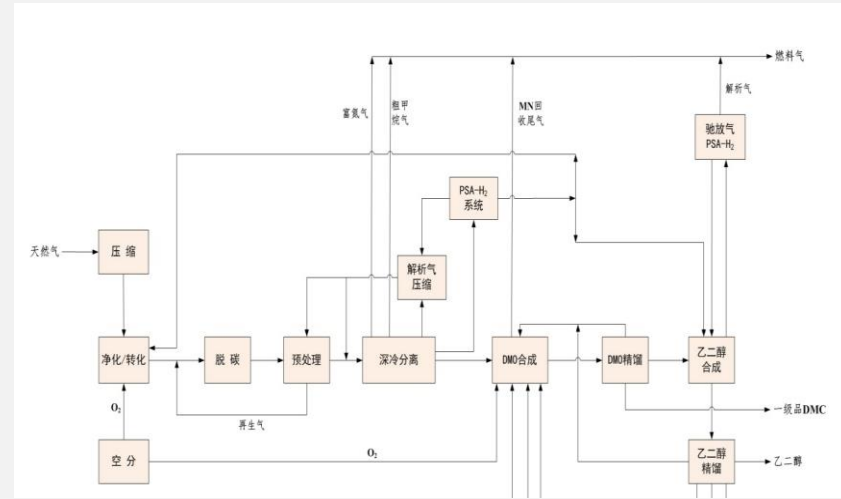 燃料气
解析气
富氮气
粗甲
烷气
MN回
收尾气
驰放气
PSA-H₂
PSA-H₂
系统
天然气
压 缩
解析气
压缩
净化/转化
脱 碳
预处理
深冷分离
DMO合成
DMO精馏
乙二醇
合成
O₂
再生气
一级品DMC
空 分
O₂
乙二醇
精馏
乙二醇